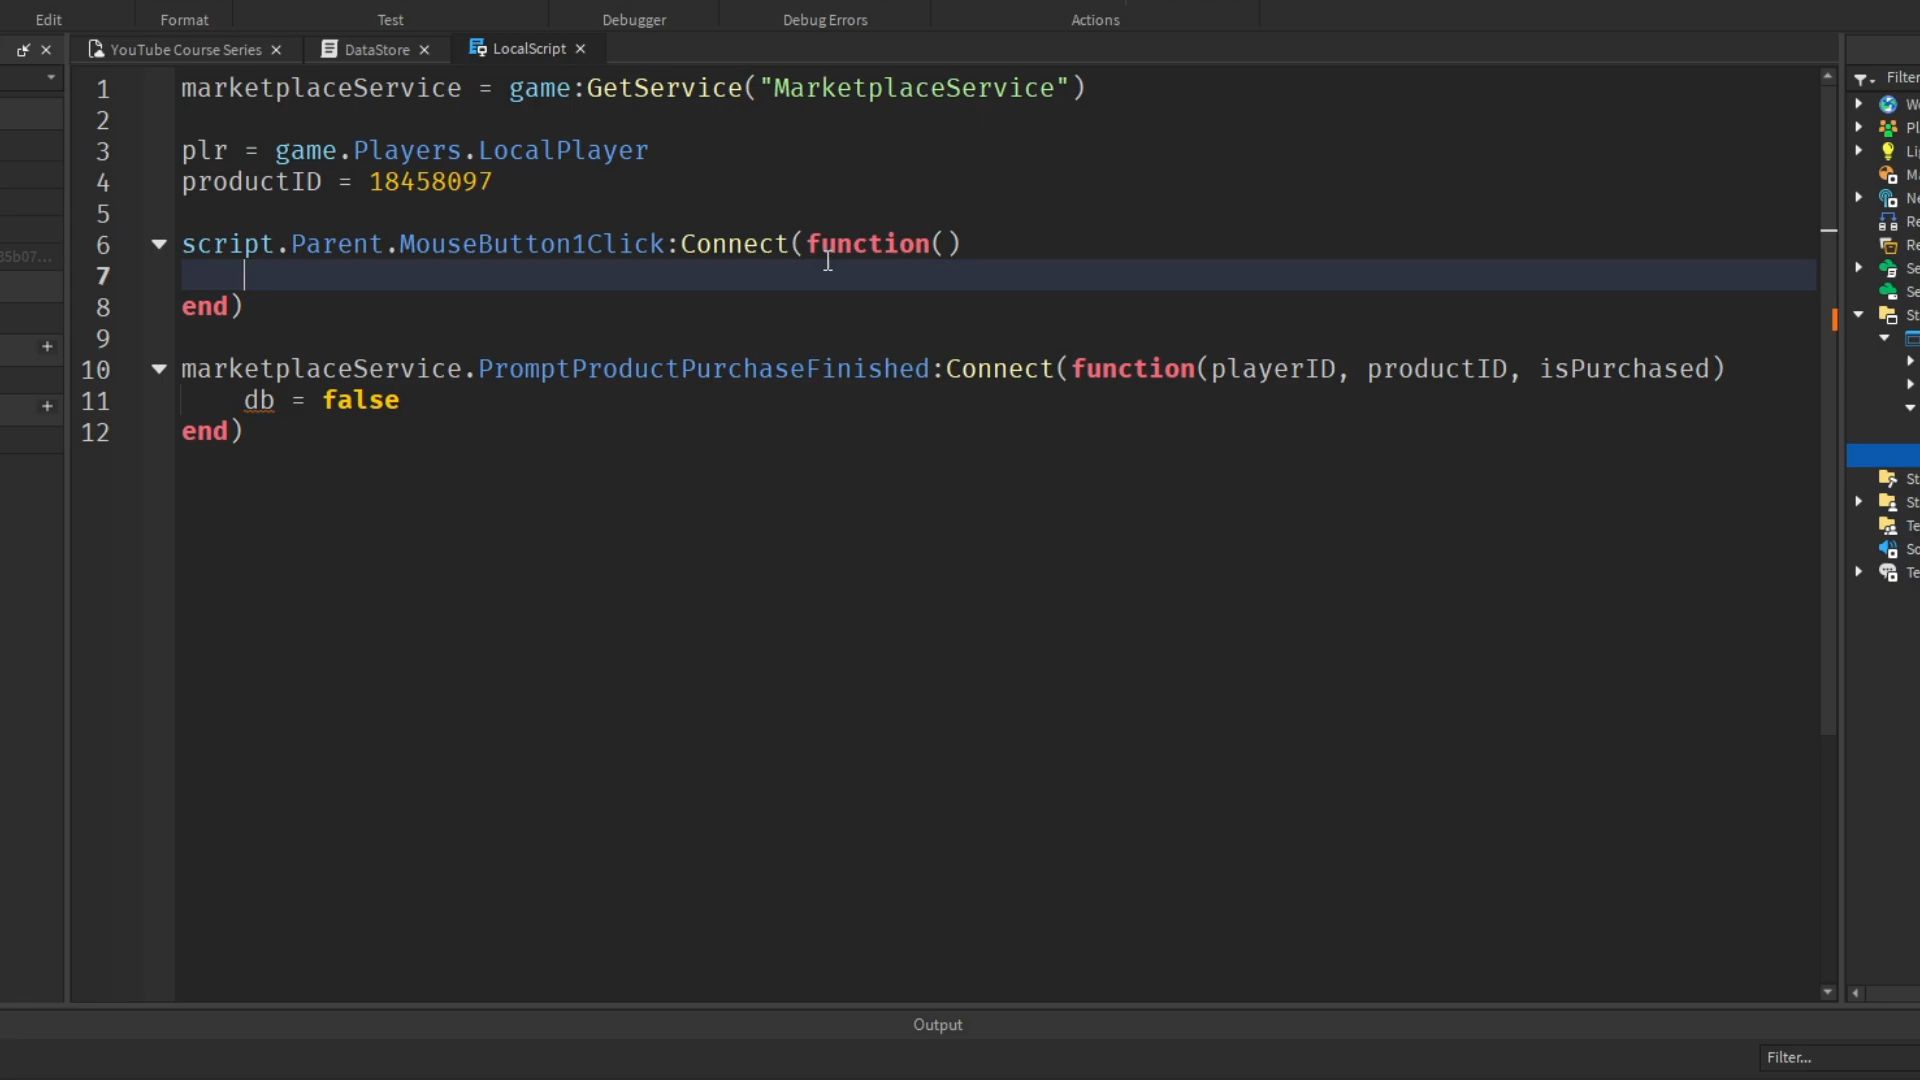 Edit Format Test Debugger Debug Errors Actions
YouTube Course Series DataStore LocalScript
1 marketplaceService = game:GetService("MarketplaceService")
2
3 plr = game.Players.LocalPlayer
4 productID = 18458097
5
6 script.Parent.MouseButton1Click:Connect(function()
7
8 end)
9
10 marketplaceService.PromptProductPurchaseFinished:Connect(function(playerID, productID, isPurchased)
11 db = false
12 end)
Filter
35b07...
Output
Filter...